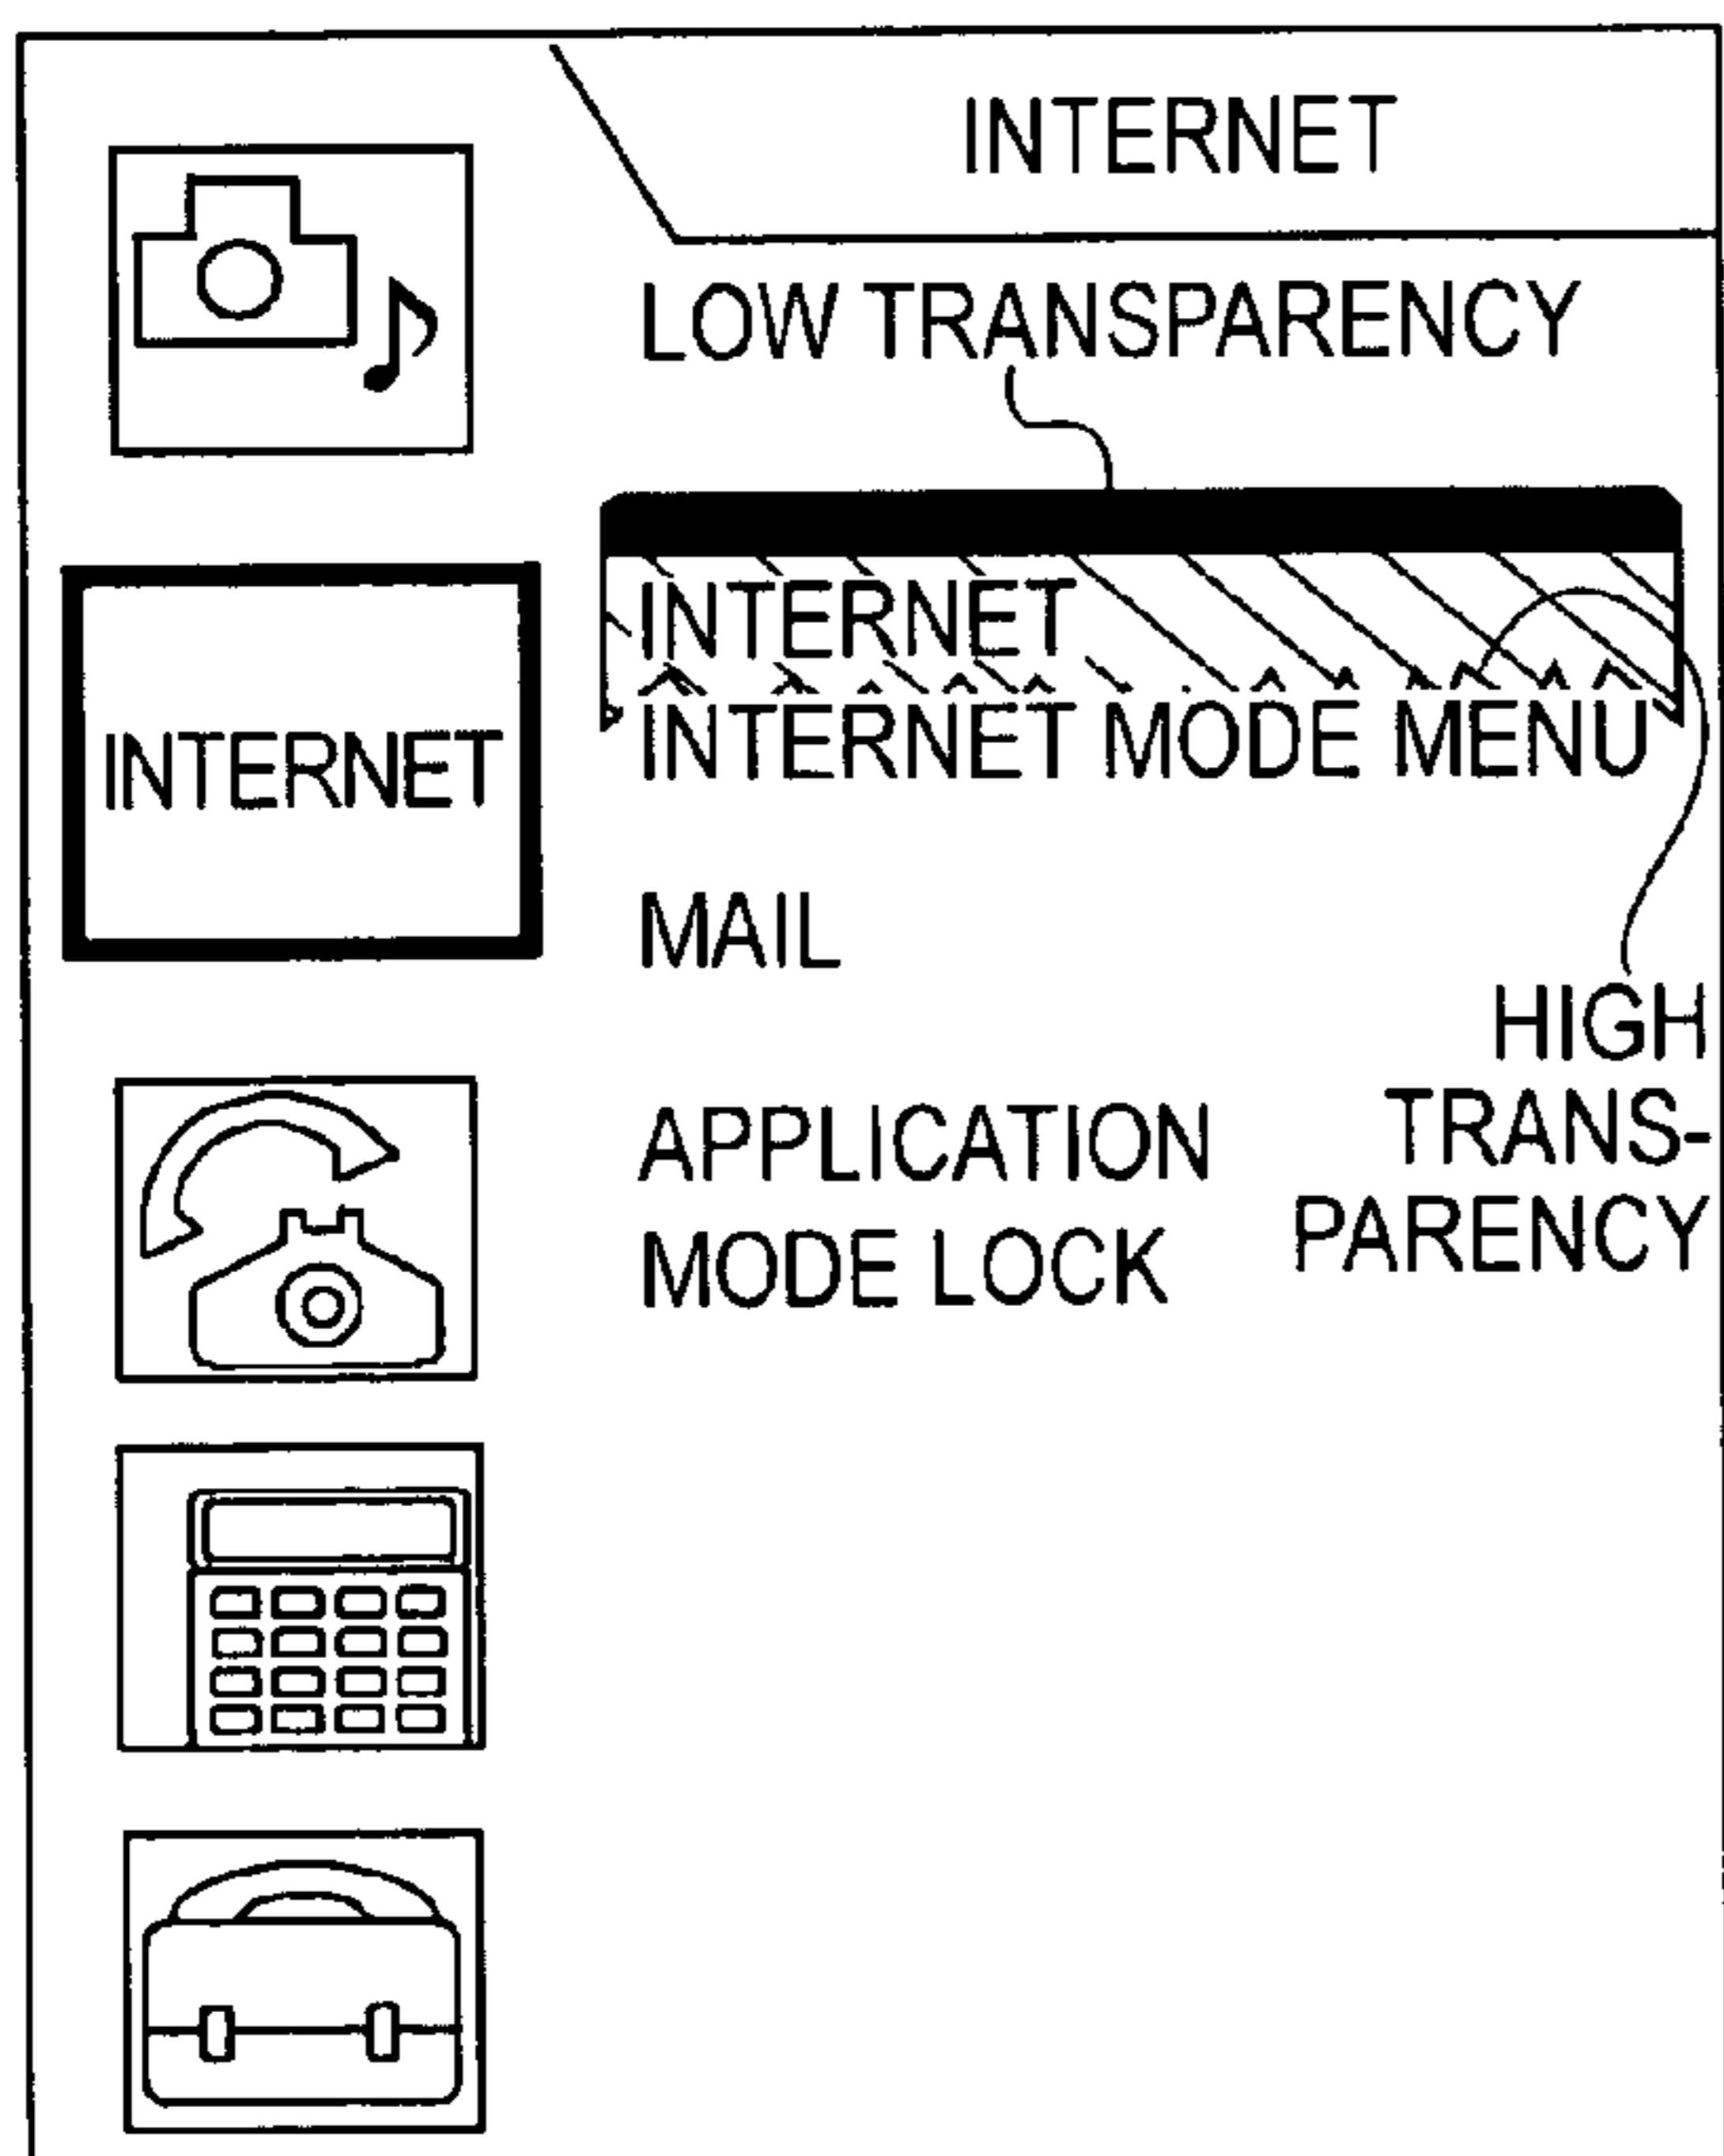 INTERNET
LOW TRANSPARENCY
INTERNET
INTERNET MODE MENU
INTERNET
MAIL
HIGH
TRANS-
PARENCY
APPLICATION
MODE LOCK